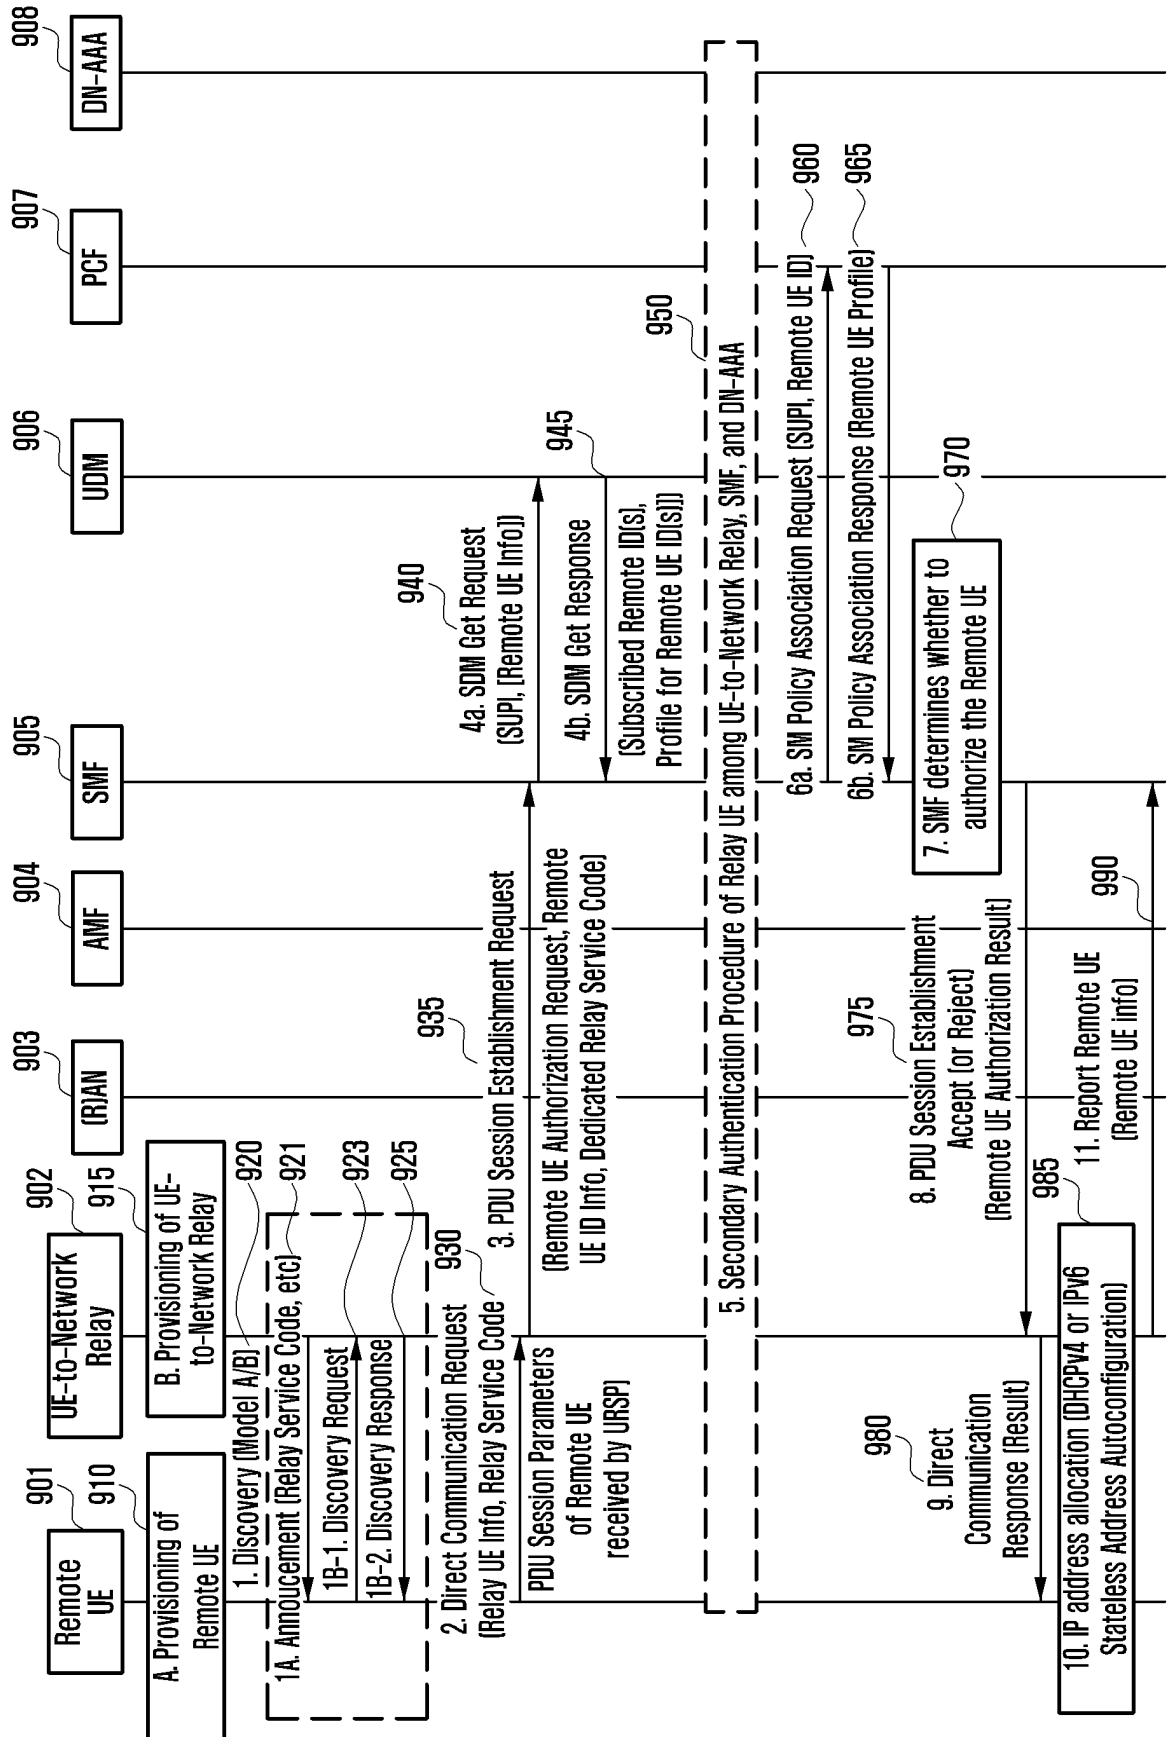 Remote
UE
901
UE-to-Network
Relay
902
(R)AN
903
AMF
904
SMF
905
UDM
906
PCF
907
DN-AAA
908
A. Provisioning of
Remote UE
910
B. Provisioning of UE-
to-Network Relay
915
1. Discovery (Model A/B)
920
1A. Annoucement (Relay Service Code, etc)
921
1B-1. Discovery Request
923
1B-2. Discovery Response
925
2. Direct Communication Request
(Relay UE Info, Relay Service Code)
930
PDU Session Parameters
of Remote UE
received by URSP)
3. PDU Session Establishment Request
935
(Remote UE Authorization Request, Remote
UE ID Info, Dedicated Relay Service Code)
4a. SDM Get Request
(SUPI, [Remote UE Info])
940
4b. SDM Get Response
945
(Subscribed Remote ID(s),
Profile for Remote UE ID(s)])
5. Secondary Authentication Procedure of Relay UE among UE-to-Network Relay, SMF, and DN-AAA
950
6a. SM Policy Association Request (SUPI, Remote UE ID)
960
6b. SM Policy Association Response (Remote UE Profile)
965
7. SMF determines whether to
authorize the Remote UE
970
8. PDU Session Establishment
Accept (or Reject)
(Remote UE Authorization Result)
975
9. Direct
Communication
Response (Result)
980
10. IP address allocation (DHCPv4 or IPv6
Stateless Address Autoconfiguration)
985
11. Report Remote UE
(Remote UE info)
990